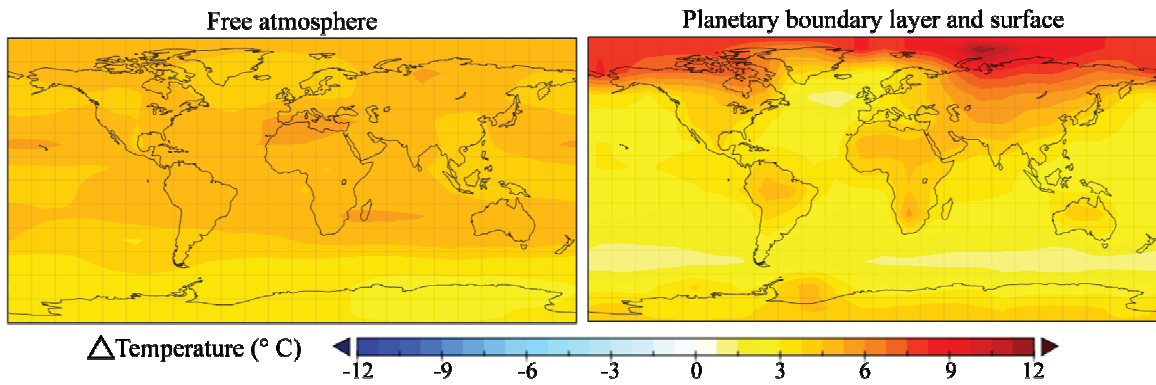 Free atmosphere
Planetary boundary layer and surface
△Temperature (° C)
-12 -9 -6 -3 0 3 6 9 12